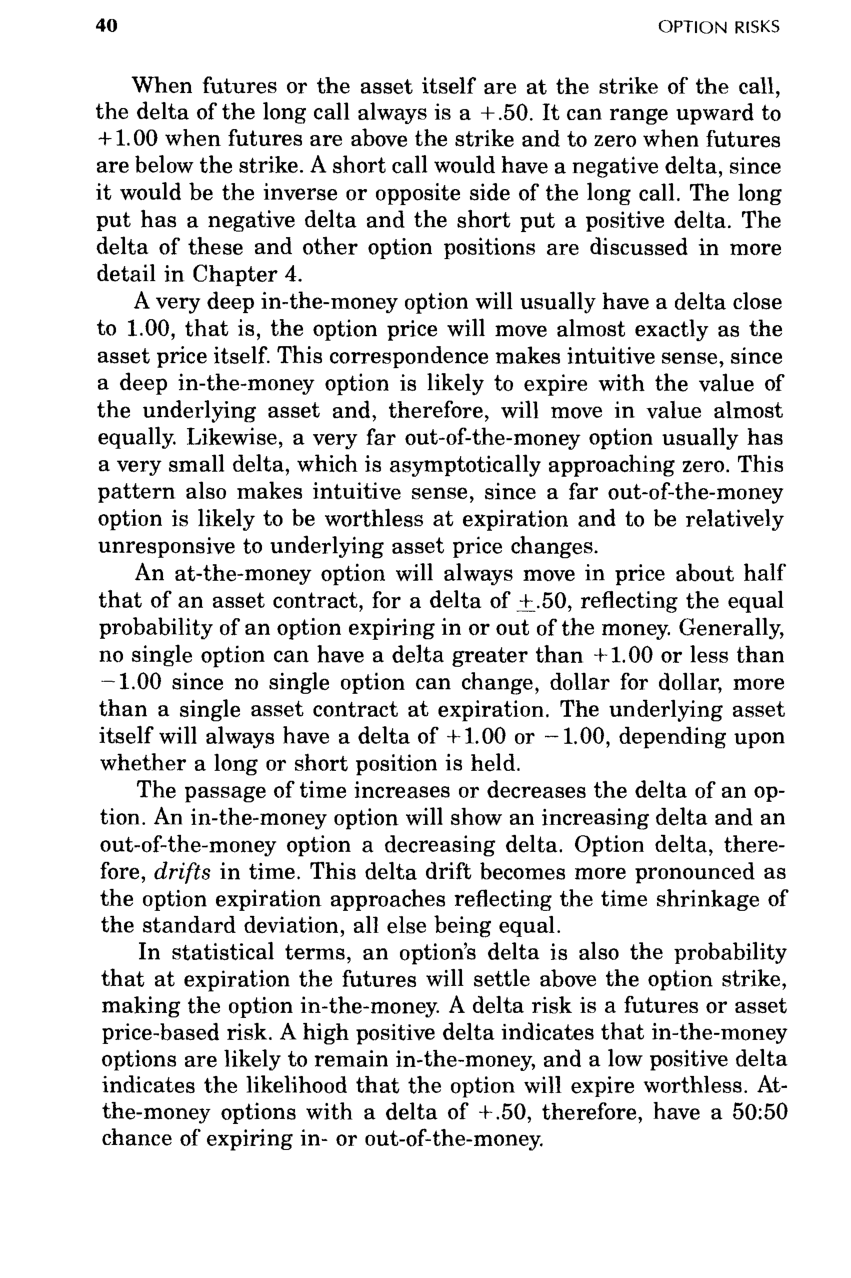 40 OPTION RISKS
When futures or the asset itself are at the strike of the call,
the delta of the long call always is a +.50. It can range upward to
+1.00 when futures are above the strike and to zero when futures
are below the strike. A short call would have a negative delta, since
it would be the inverse or opposite side of the long call. The long
put has a negative delta and the short put a positive delta. The
delta of these and other option positions are discussed in more
detail in Chapter 4.
A very deep in-the-money option will usually have a delta close
to 1.00, that is, the option price will move almost exactly as the
asset price itself. This correspondence makes intuitive sense, since
a deep in-the-money option is likely to expire with the value of
the underlying asset and, therefore, will move in value almost
equally. Likewise, a very far out-of-the-money option usually has
a very small delta, which is asymptotically approaching zero. This
pattern also makes intuitive sense, since a far out-of-the-money
option is likely to be worthless at expiration and to be relatively
unresponsive to underlying asset price changes.
An at-the-money option will always move in price about half
that of an asset contract, for a delta of ±.50, reflecting the equal
probability of an option expiring in or out of the money. Generally,
no single option can have a delta greater than +1.00 or less than
−1.00 since no single option can change, dollar for dollar, more
than a single asset contract at expiration. The underlying asset
itself will always have a delta of +1.00 or −1.00, depending upon
whether a long or short position is held.
The passage of time increases or decreases the delta of an op-
tion. An in-the-money option will show an increasing delta and an
out-of-the-money option a decreasing delta. Option delta, there-
fore, drifts in time. This delta drift becomes more pronounced as
the option expiration approaches reflecting the time shrinkage of
the standard deviation, all else being equal.
In statistical terms, an option's delta is also the probability
that at expiration the futures will settle above the option strike,
making the option in-the-money. A delta risk is a futures or asset
price-based risk. A high positive delta indicates that in-the-money
options are likely to remain in-the-money, and a low positive delta
indicates the likelihood that the option will expire worthless. At-
the-money options with a delta of +.50, therefore, have a 50:50
chance of expiring in- or out-of-the-money.